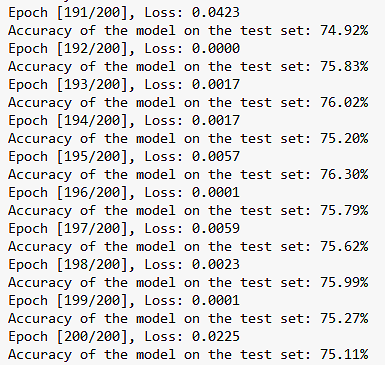 Epoch [191/200], Loss: 0.0423
Accuracy of the model on the test set: 74.92%
Epoch [192/200], Loss: 0.0000
Accuracy of the model on the test set: 75.83%
Epoch [193/200], Loss: 0.0017
Accuracy of the model on the test set: 76.02%
Epoch [194/200], Loss: 0.0017
Accuracy of the model on the test set: 75.20%
Epoch [195/200], Loss: 0.0057
Accuracy of the model on the test set: 76.30%
Epoch [196/200], Loss: 0.0001
Accuracy of the model on the test set: 75.79%
Epoch [197/200], Loss: 0.0059
Accuracy of the model on the test set: 75.62%
Epoch [198/200], Loss: 0.0023
Accuracy of the model on the test set: 75.99%
Epoch [199/200], Loss: 0.0001
Accuracy of the model on the test set: 75.27%
Epoch [200/200], Loss: 0.0225
Accuracy of the model on the test set: 75.11%